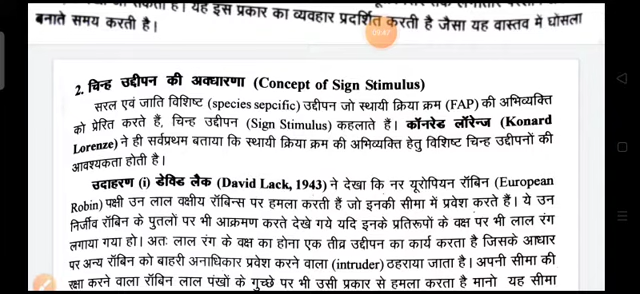 यह इस प्रकार का व्यवहार प्रदर्शित करती है जैसा यह वास्तव में घोंसला
बनाते समय करती है।
09:47
2. चिन्ह उद्दीपन की अवधारणा (Concept of Sign Stimulus)
सरल एवं जाति विशिष्ट (species sepcific) उद्दीपन जो स्थायी क्रिया क्रम (FAP) की अभिव्यक्ति
को प्रेरित करते हैं, चिन्ह उद्दीपन (Sign Stimulus) कहलाते हैं। कॉनरेड लॉरेन्ज (Konard
Lorenze) ने ही सर्वप्रथम बताया कि स्थायी क्रिया क्रम की अभिव्यक्ति हेतु विशिष्ट चिन्ह उद्दीपनों की
आवश्यकता होती है।
उदाहरण (i) डेविड लैक (David Lack, 1943) ने देखा कि नर यूरोपियन रॉबिन (European
Robin) पक्षी उन लाल वक्षीय रॉबिन्स पर हमला करती हैं जो इनकी सीमा में प्रवेश करते हैं। ये उन
निर्जीव रॉबिन के पुतलों पर भी आक्रमण करते देखे गये यदि इनके प्रतिरूपों के वक्ष पर भी लाल रंग
लगाया गया हो। अतः लाल रंग के वक्ष का होना एक तीव्र उद्दीपन का कार्य करता है जिसके आधार
पर अन्य रॉबिन को बाहरी अनाधिकार प्रवेश करने वाला (intruder) ठहराया जाता है। अपनी सीमा की
रक्षा करने वाला रॉबिन लाल पंखों के गुच्छे पर भी उसी प्रकार से हमला करता है मानो यह सीमा